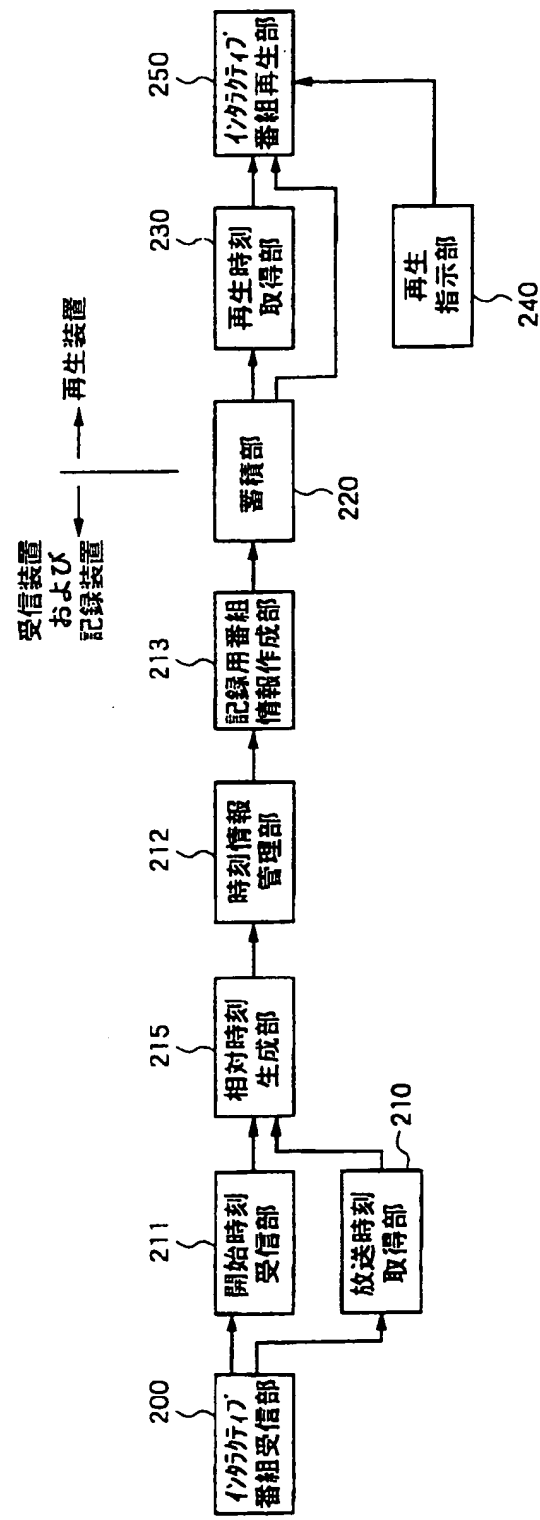 受信装置
および
記録装置
再生装置
200
インタラクティブ
番組受信部
211
開始時刻
受信部
放送時刻
取得部
210
215
相対時刻
生成部
212
時刻情報
管理部
213
記録用番組
情報作成部
蓄積部
220
230
再生時刻
取得部
再生
指示部
240
250
インタラクティブ
番組再生部